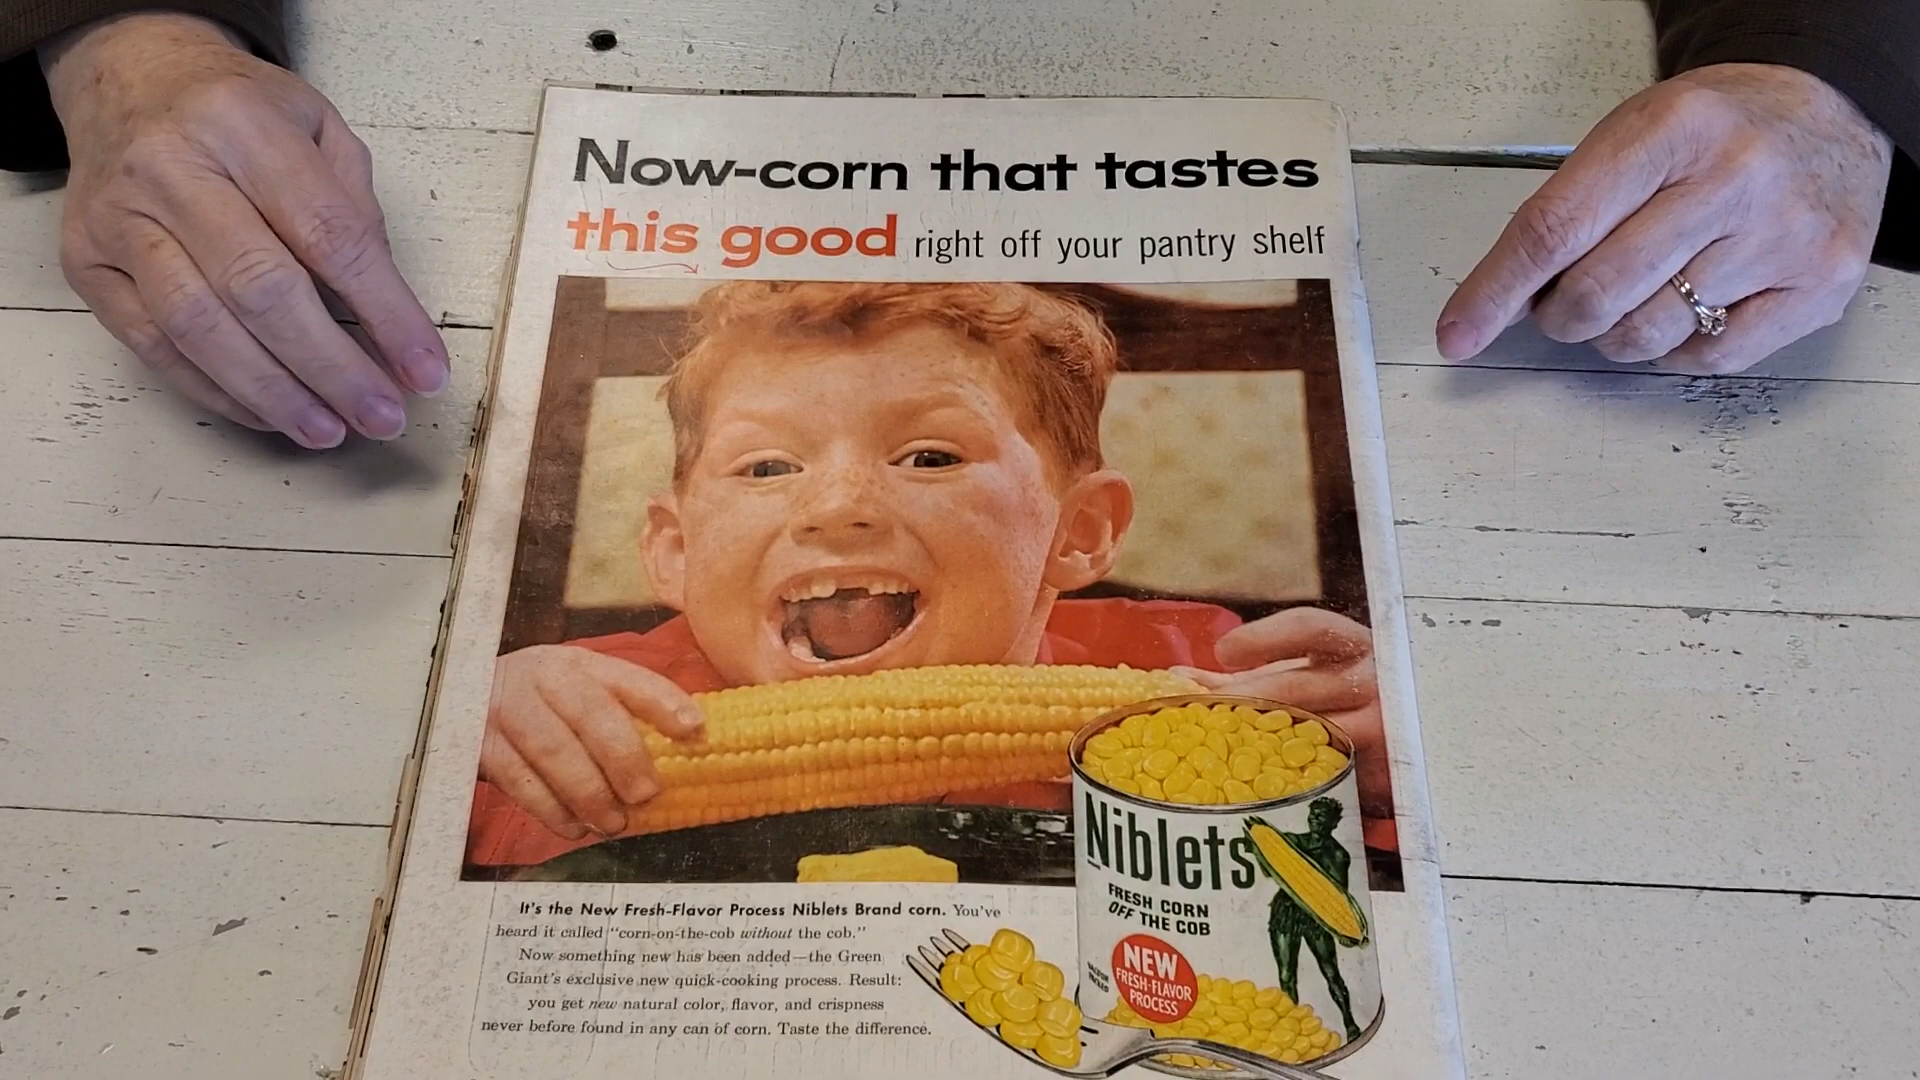 Now-corn that tastes
this good right off your pantry shelf
It's the New Fresh-Flavor Process Niblets Brand corn. You've
heard it called "corn-on-the-cob without the cob."
Now something new has been added—the Green
Giant's exclusive new quick-cooking process. Result:
you get new natural color, flavor, and crispness
never before found in any can of corn. Taste the difference.
Niblets
FRESH CORN
OFF THE COB
NEW
FRESH-FLAVOR
PROCESS